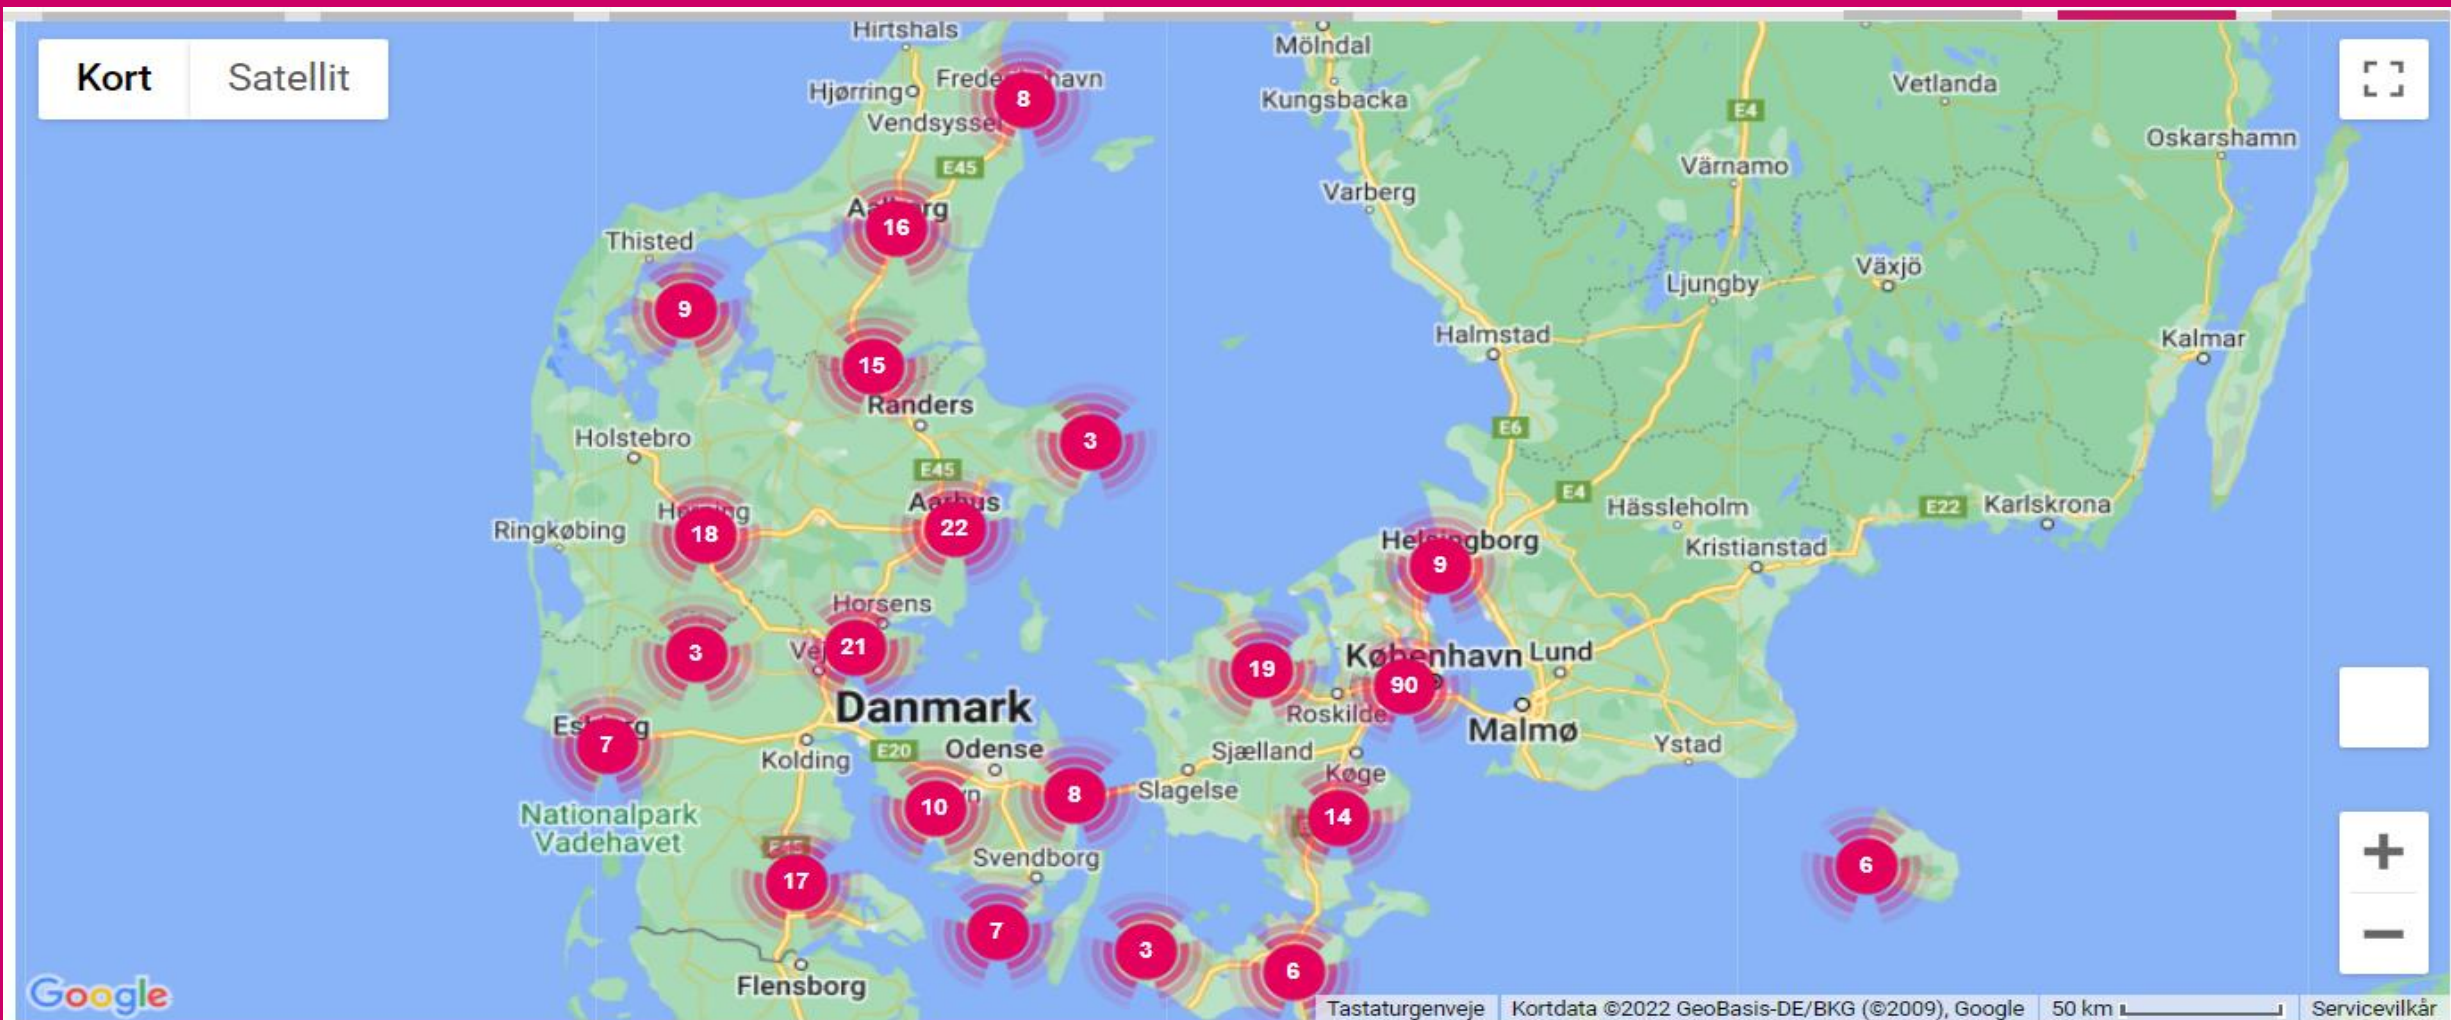 Kort
Satellit
Hirtshals
Mölndal
Hjørring
8
Vendsyssel
Kungsbacka
Vetlanda
E4
E45
Oskarshamn
Värnamo
Varberg
16
Thisted
Växjö
Ljungby
9
Halmstad
Kalmar
15
Randers
E6
3
Holstebro
E45
E4
Hässleholm
E22
Karlskrona
Ringkøbing
18
22
Kristianstad
9
Horsens
21
3
19
Lund
90
Roskilde
Danmark
Malmø
7
Kolding
E20
Odense
Sjælland
Ystad
Køge
Slagelse
10
8
14
Nationalpark
Vadehavet
Svendborg
6
17
7
3
6
Flensborg
Google
Tastaturgenveje
Kortdata ©2022 GeoBasis-DE/BKG (©2009), Google
50 km
Servicevilkår